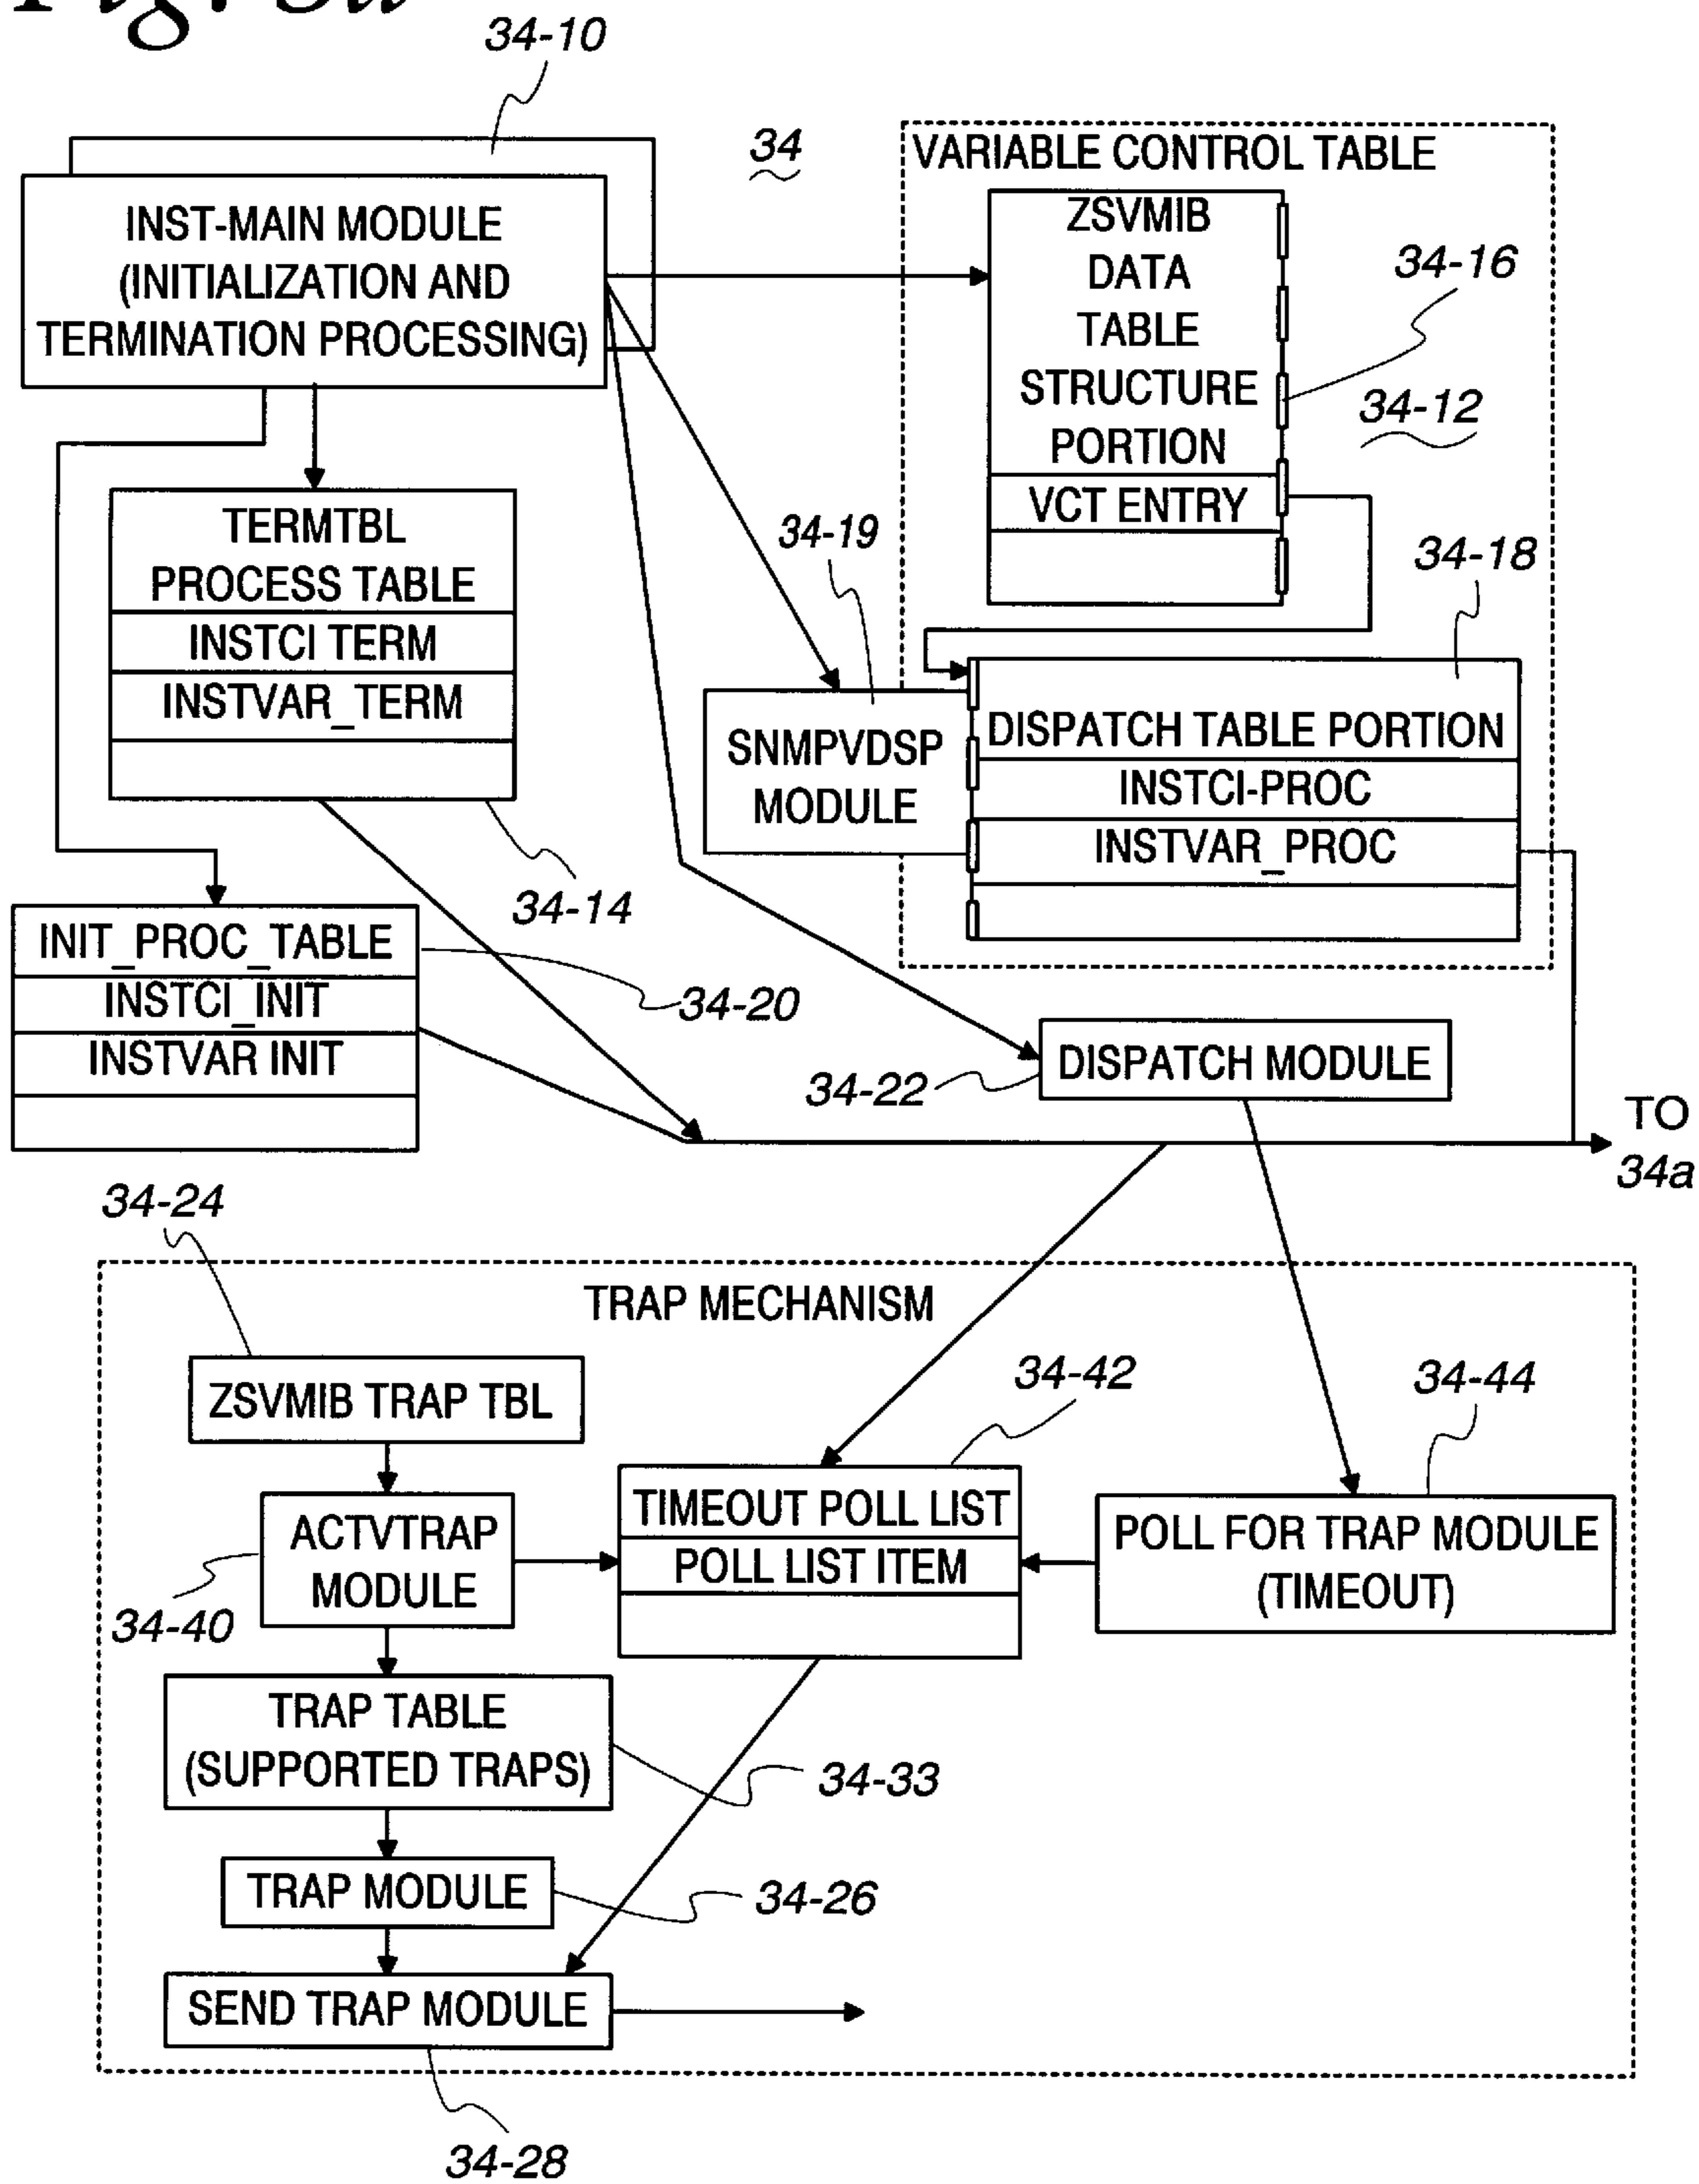 Fig. 3a
34-10
34
VARIABLE CONTROL TABLE
INST-MAIN MODULE
(INITIALIZATION AND
TERMINATION PROCESSING)
ZSVMIB
DATA
TABLE
STRUCTURE
PORTION
VCT ENTRY
34-16
34-12
TERMTBL
PROCESS TABLE
INSTCI TERM
INSTVAR_TERM
34-19
34-18
SNMPVDSP
MODULE
DISPATCH TABLE PORTION
INSTCI-PROC
INSTVAR_PROC
34-14
INIT_PROC_TABLE
INSTCI_INIT
INSTVAR INIT
34-20
DISPATCH MODULE
34-22
TO
34a
34-24
TRAP MECHANISM
ZSVMIB TRAP TBL
34-42
34-44
ACTVTRAP
MODULE
34-40
TIMEOUT POLL LIST
POLL LIST ITEM
POLL FOR TRAP MODULE
(TIMEOUT)
TRAP TABLE
(SUPPORTED TRAPS)
34-33
TRAP MODULE
34-26
SEND TRAP MODULE
34-28